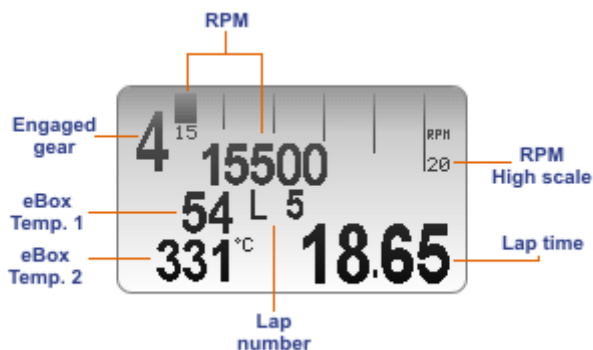 RPM
Engaged
gear
4
15
15500
RPM
20
RPM
High scale
eBox
Temp. 1
54
L 5
eBox
Temp. 2
331
°C
18.65
Lap time
Lap
number